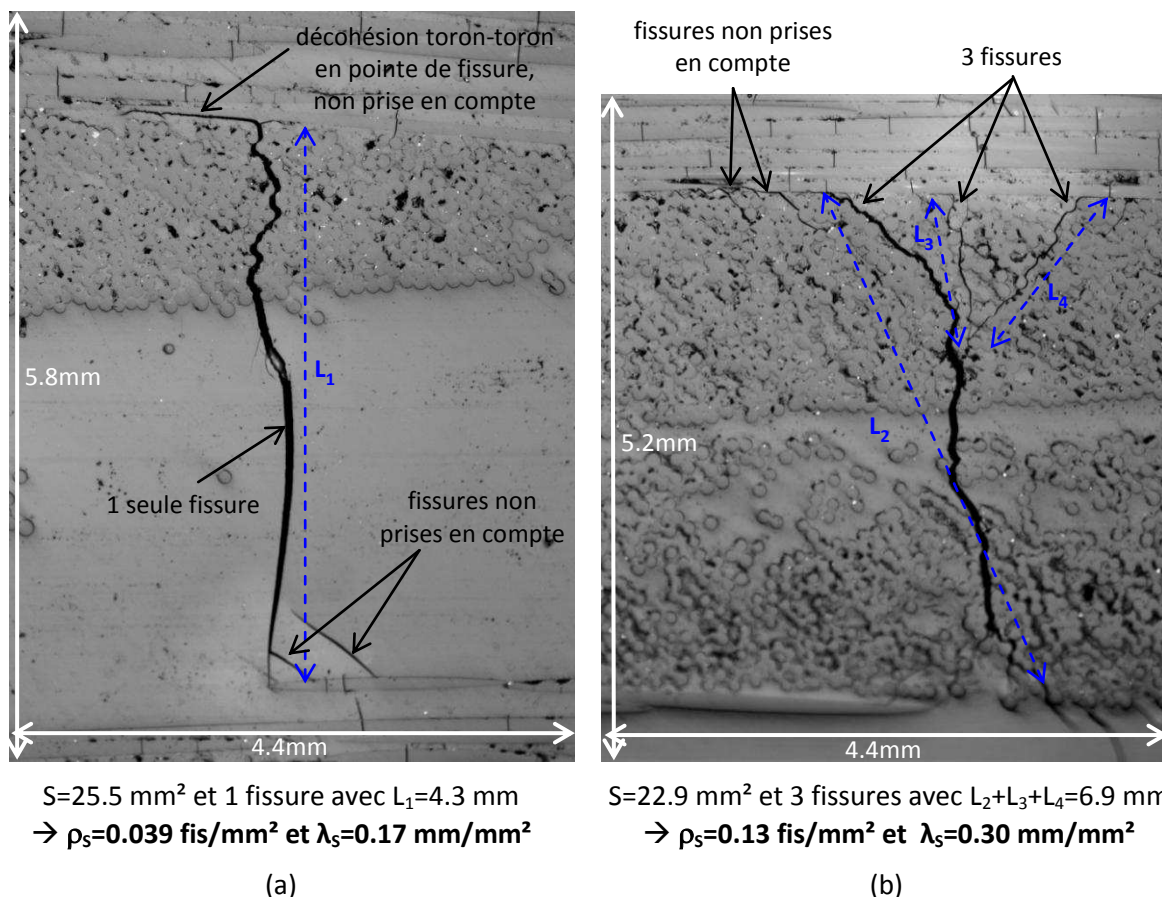 décohésion toron-toron
en pointe de fissure,
non prise en compte
5.8mm
L₁
1 seule fissure
fissures non
prises en compte
4.4mm
S=25.5 mm² et 1 fissure avec L₁=4.3 mm
→ ρₛ=0.039 fis/mm² et λₛ=0.17 mm/mm²
(a)
fissures non prises
en compte
3 fissures
L₃
L₄
L₂
5.2mm
4.4mm
S=22.9 mm² et 3 fissures avec L₂+L₃+L₄=6.9 mm
→ ρₛ=0.13 fis/mm² et λₛ=0.30 mm/mm²
(b)